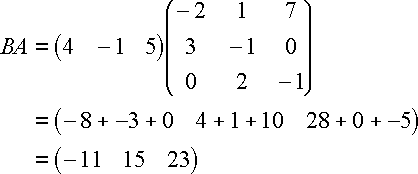 BA = (4 -1 5) ( -2 1 7
3 -1 0
0 2 -1 )
= (-8 + -3 + 0 4 + 1 + 10 28 + 0 + -5)
= (-11 15 23)